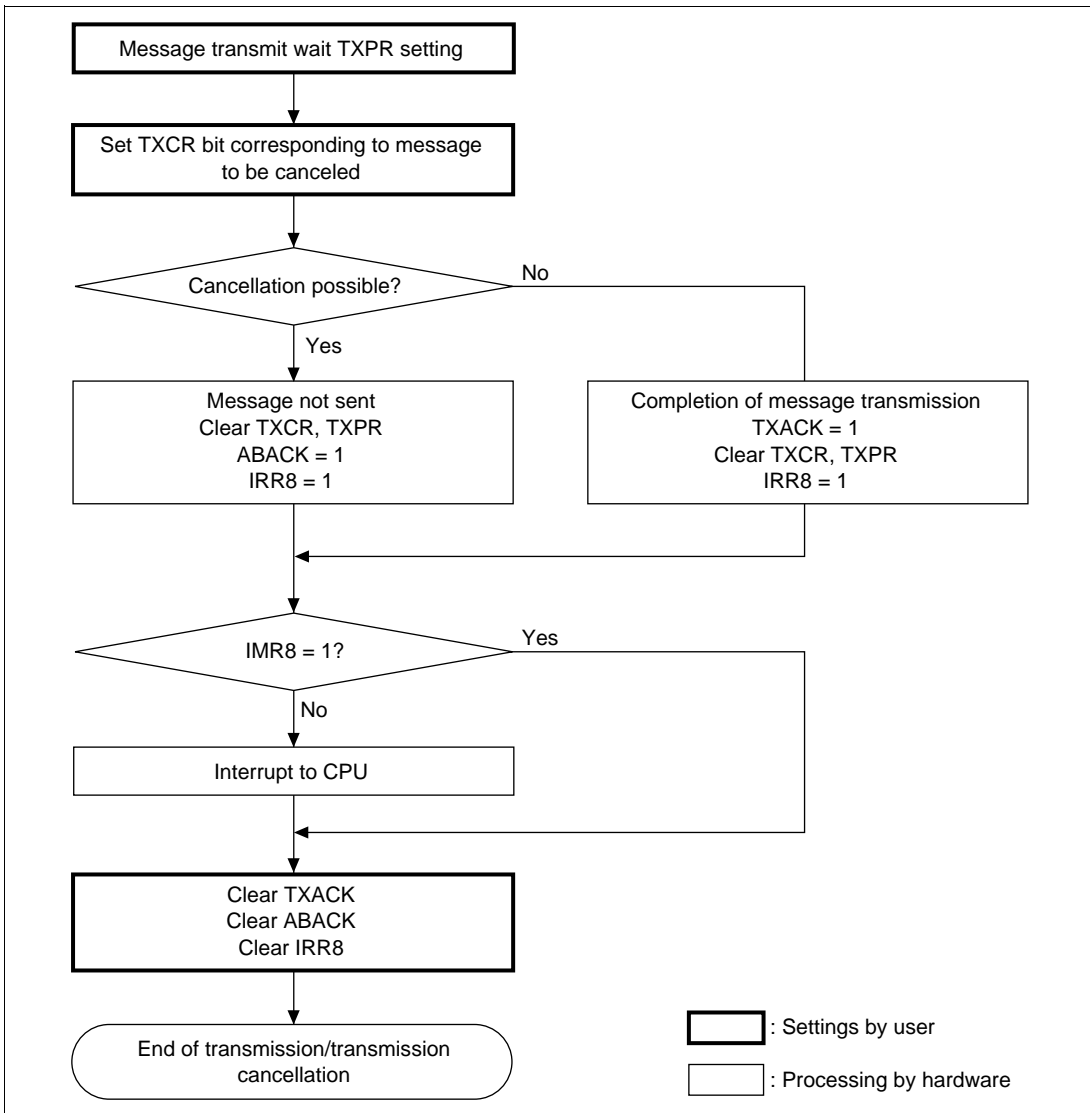 Message transmit wait TXPR setting
Set TXCR bit corresponding to message
to be canceled
Cancellation possible?
No
Yes
Message not sent
Clear TXCR, TXPR
ABACK = 1
IRR8 = 1
Completion of message transmission
TXACK = 1
Clear TXCR, TXPR
IRR8 = 1
IMR8 = 1?
Yes
No
Interrupt to CPU
Clear TXACK
Clear ABACK
Clear IRR8
End of transmission/transmission
cancellation
: Settings by user
: Processing by hardware